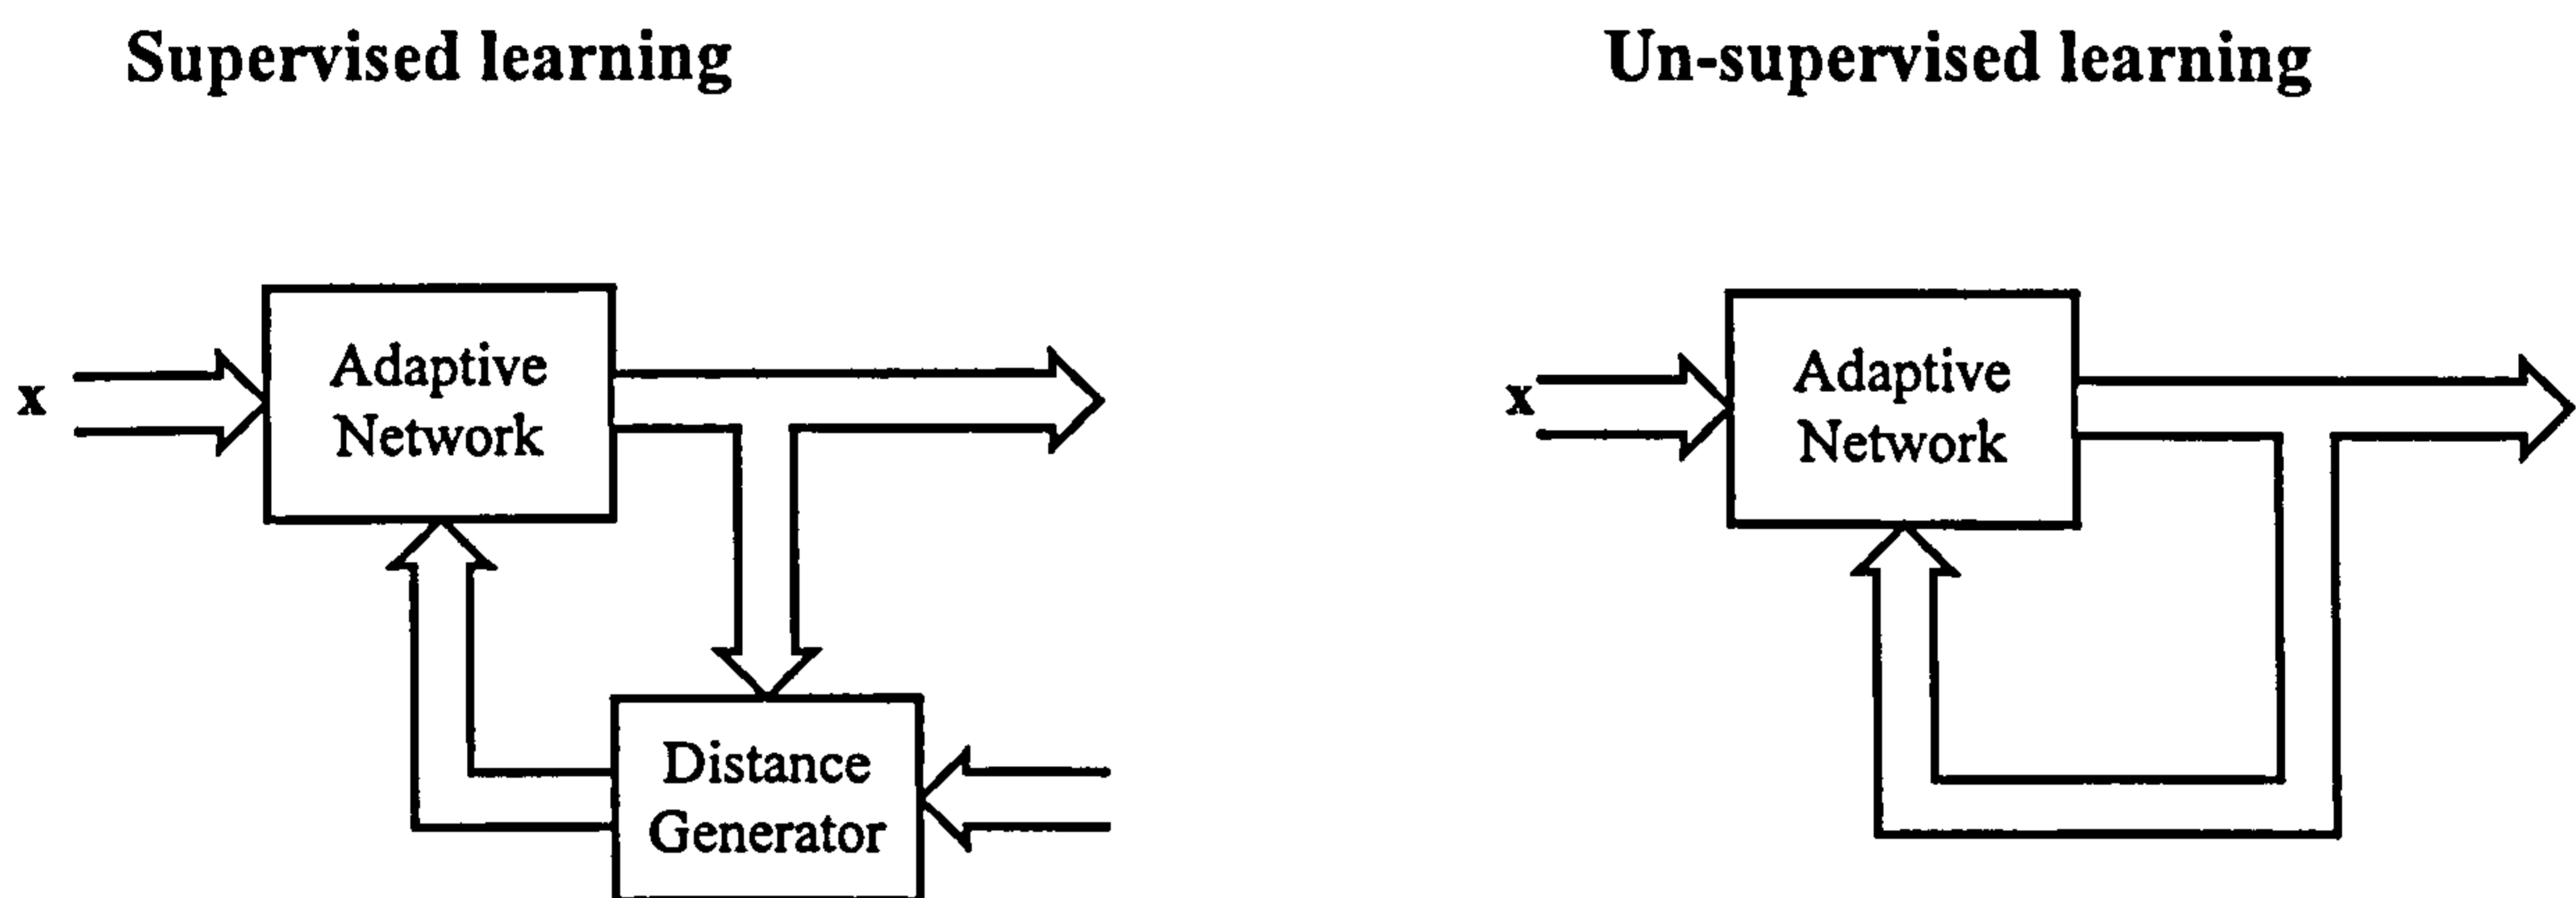 Supervised learning
Un-supervised learning
x
Adaptive
Network
x
Adaptive
Network
Distance
Generator